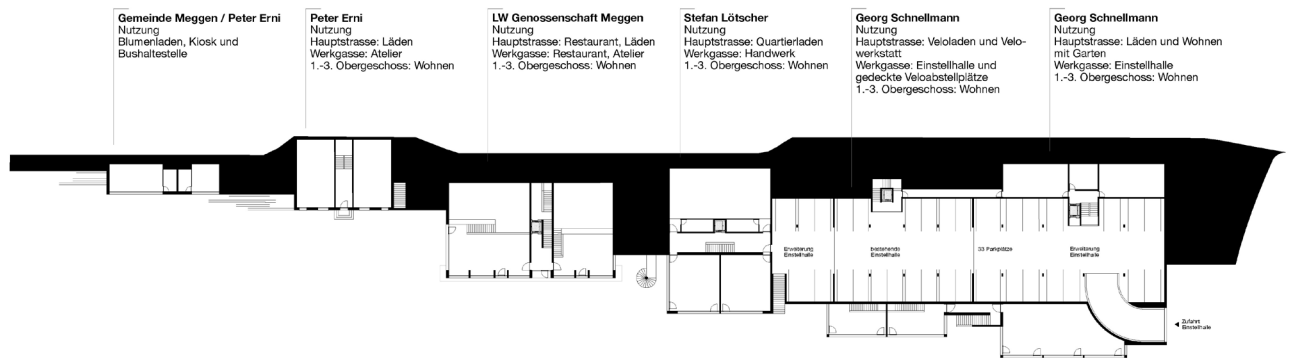 Gemeinde Meggen / Peter Erni
Nutzung
Blumenladen, Kiosk und
Bushaltestelle
Peter Erni
Nutzung
Hauptstrasse: Läden
Werkgasse: Atelier
1.-3. Obergeschoss: Wohnen
LW Genossenschaft Meggen
Nutzung
Hauptstrasse: Restaurant, Läden
Werkgasse: Restaurant, Atelier
1.-3. Obergeschoss: Wohnen
Stefan Lötscher
Nutzung
Hauptstrasse: Quartierladen
Werkgasse: Handwerk
1.-3. Obergeschoss: Wohnen
Georg Schnellmann
Nutzung
Hauptstrasse: Veloladen und Velo-
werkstatt
Werkgasse: Einstellhalle und
gedeckte Veloabstellplätze
1.-3. Obergeschoss: Wohnen
Georg Schnellmann
Nutzung
Hauptstrasse: Läden und Wohnen
mit Garten
Werkgasse: Einstellhalle
1.-3. Obergeschoss: Wohnen
Erweiterung
Einstellhalle
bestehende
Einstellhalle
53 Parkplätze
Erweiterung
Einstellhalle
Zufahrt
Einstellhalle